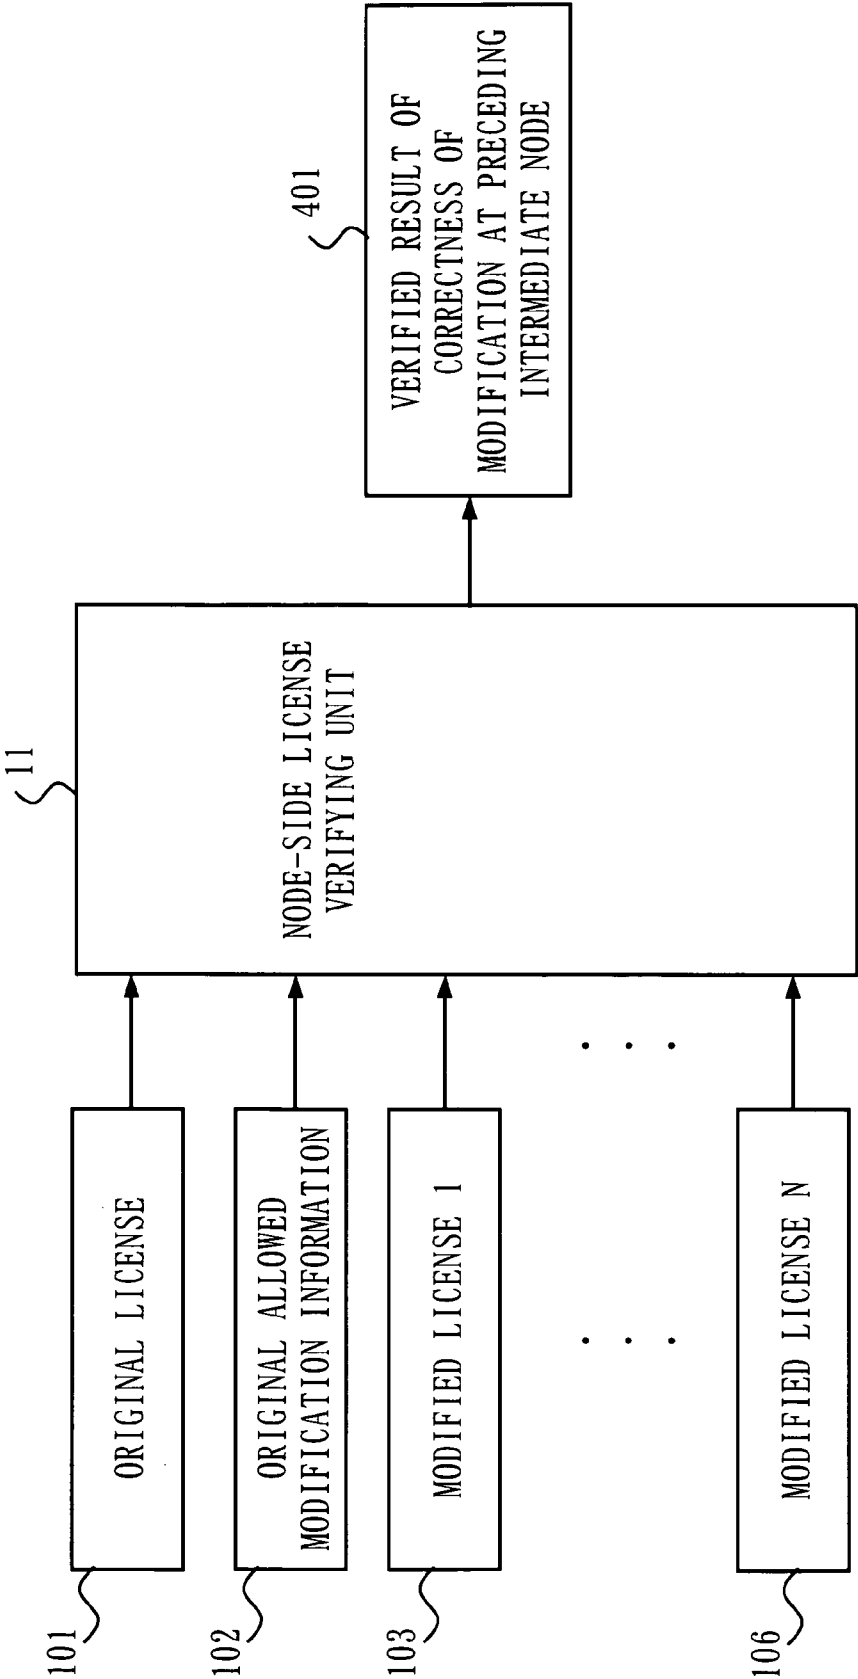 101
ORIGINAL LICENSE
102
ORIGINAL ALLOWED
MODIFICATION INFORMATION
103
MODIFIED LICENSE 1
. . .
. . .
106
MODIFIED LICENSE N
11
NODE-SIDE LICENSE
VERIFYING UNIT
401
VERIFIED RESULT OF
CORRECTNESS OF
MODIFICATION AT PRECEDING
INTERMEDIATE NODE